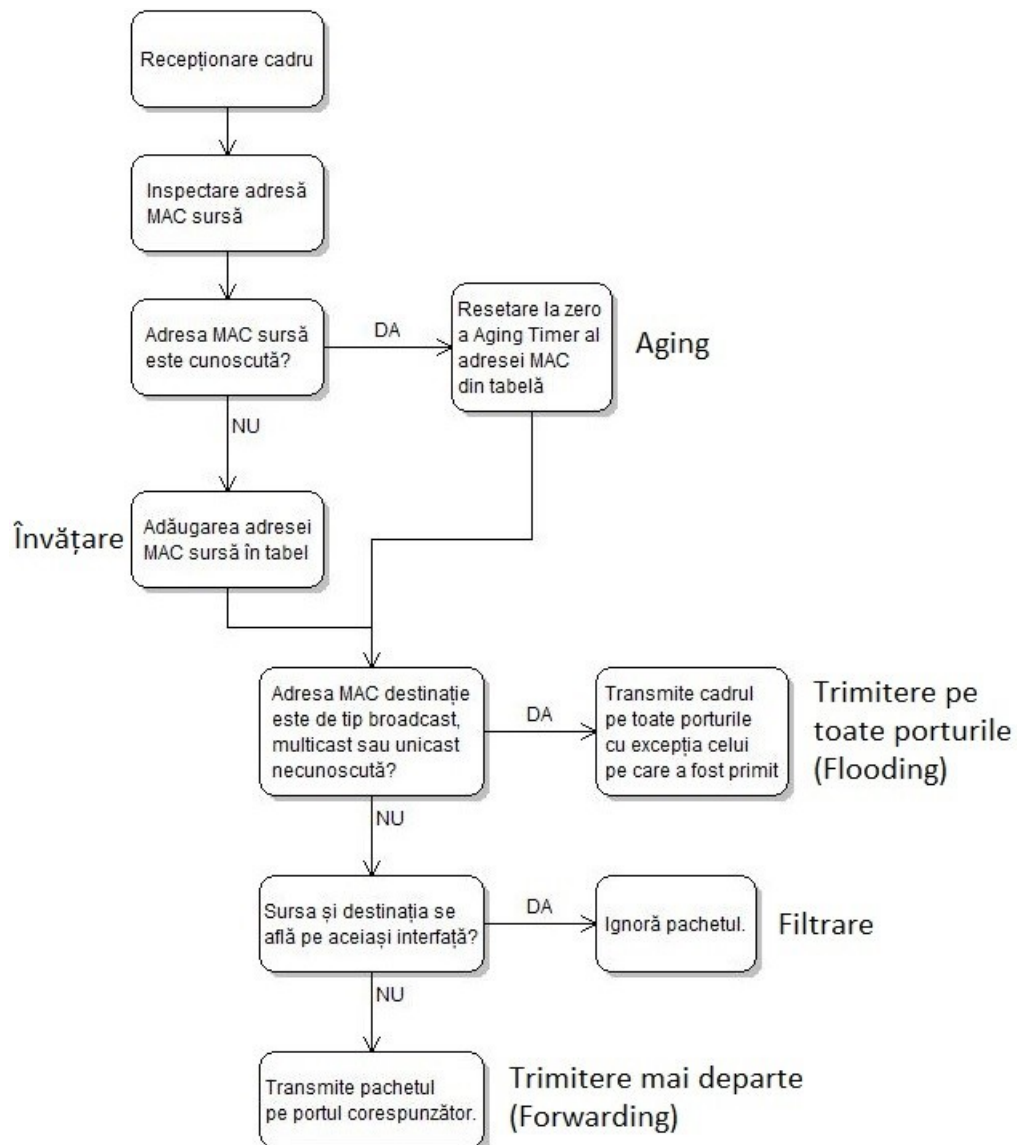 Recepționare cadru
Inspectare adresă
MAC sursă
Adresa MAC sursă
este cunoscută?
DA
Resetare la zero
a Aging Timer al
adresei MAC
din tabelă
Aging
NU
Învățare
Adăugarea adresei
MAC sursă în tabel
Adresa MAC destinație
este de tip broadcast,
multicast sau unicast
necunoscută?
DA
Transmite cadrul
pe toate porturile
cu excepția celui
pe care a fost primit
Trimitere pe
toate porturile
(Flooding)
NU
Sursa și destinația se
află pe aceiași interfață?
DA
Ignoră pachetul.
Filtrare
NU
Transmite pachetul
pe portul corespunzător.
Trimitere mai departe
(Forwarding)